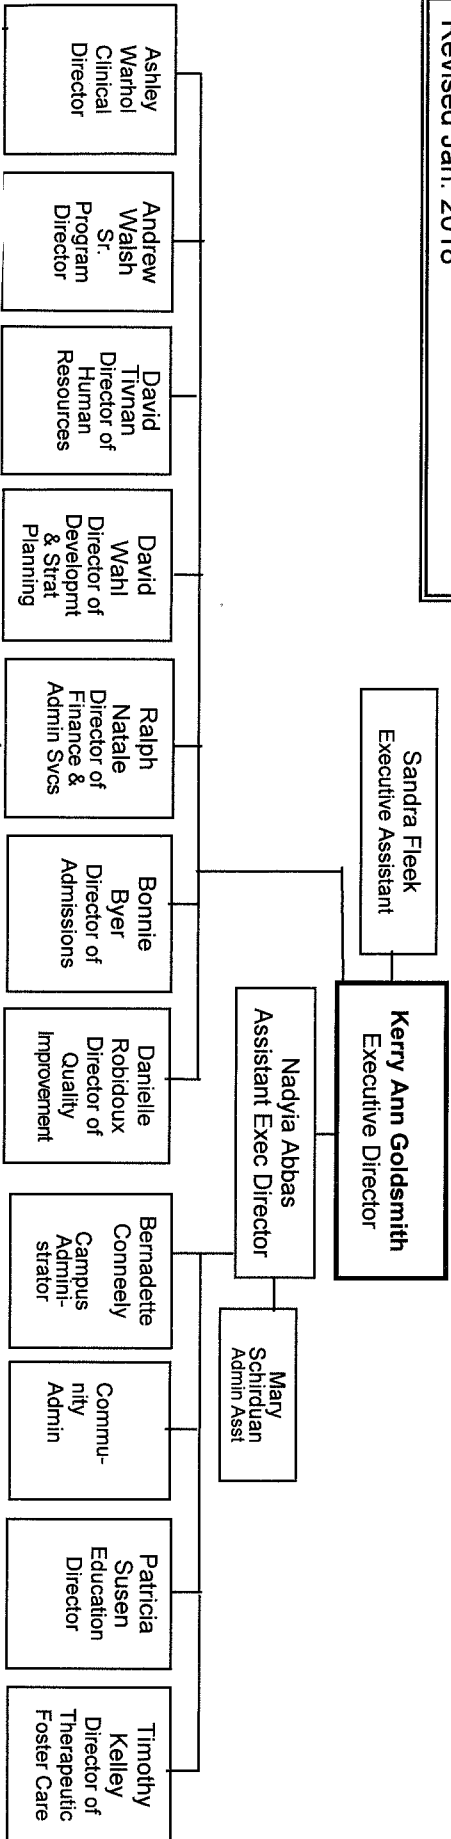 Revised Jan. 2018
Sandra Fleek
Executive Assistant
Kerry Ann Goldsmith
Executive Director
Nadyia Abbas
Assistant Exec Director
Mary
Schirduan
Admin Asst
Ashley
Warhol
Clinical
Director
Andrew
Walsh
Sr.
Program
Director
David
Tivnan
Director of
Human
Resources
David
Wahl
Director of
Developmt
& Strat
Planning
Ralph
Natale
Director of
Finance &
Admin Svcs
Bonnie
Byer
Director of
Admissions
Danielle
Robidoux
Director of
Quality
Improvement
Bernadette
Conneely
Campus
Admini-
strator
Commu-
nity
Admin
Patricia
Susen
Education
Director
Timothy
Kelley
Director of
Therapeutic
Foster Care